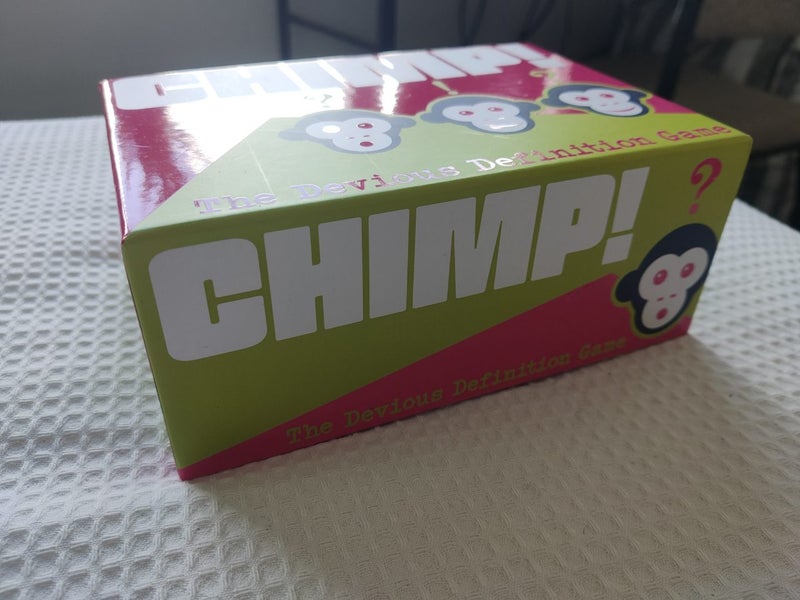 CHIMP!
? ! ?
The Devious Definition Game
CHIMP!
?
The Devious Definition Game